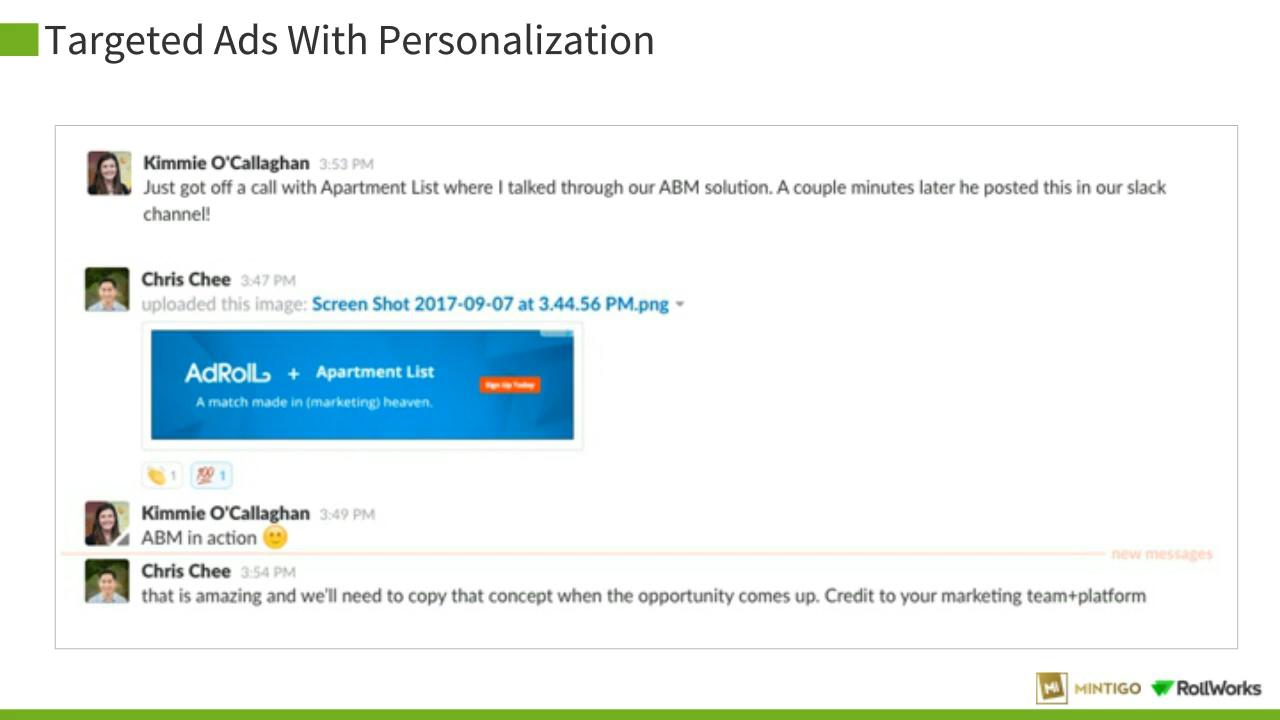 Targeted Ads With Personalization
Kimmie O'Callaghan 3:53 PM
Just got off a call with Apartment List where I talked through our ABM solution. A couple minutes later he posted this in our slack
channel!
Chris Chee 3:47 PM
uploaded this image: Screen Shot 2017-09-07 at 3.44.56 PM.png
AdRoll + Apartment List
Sign Up Today
A match made in (marketing) heaven.
1 100 1
Kimmie O'Callaghan 3:49 PM
ABM in action
new messages
Chris Chee 3:54 PM
that is amazing and we'll need to copy that concept when the opportunity comes up. Credit to your marketing team+platform
Mi MINTIGO RollWorks